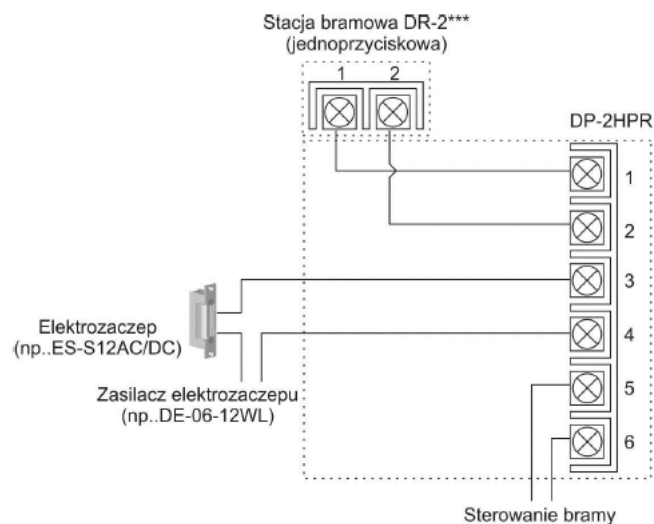 Stacja bramowa DR-2***
(jednoprzyciskowa)
1 2
DP-2HPR
1
2
3
4
5
6
Elektrozaczep
(np..ES-S12AC/DC)
Zasilacz elektrozaczepu
(np..DE-06-12WL)
Sterowanie bramy